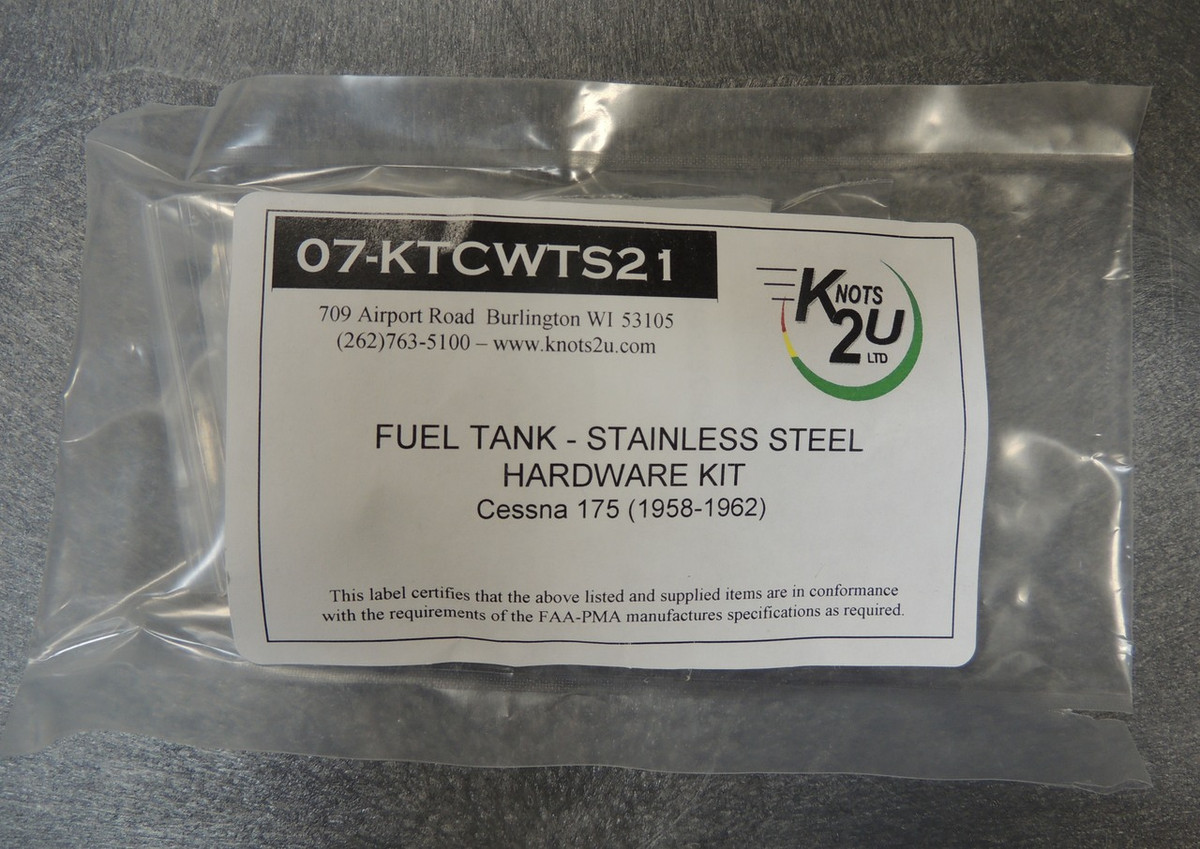 07-KTCWTS21
709 Airport Road Burlington WI 53105
(262)763-5100 – www.knots2u.com
KNOTS
2U
LTD
FUEL TANK - STAINLESS STEEL
HARDWARE KIT
Cessna 175 (1958-1962)
This label certifies that the above listed and supplied items are in conformance
with the requirements of the FAA-PMA manufactures specifications as required.